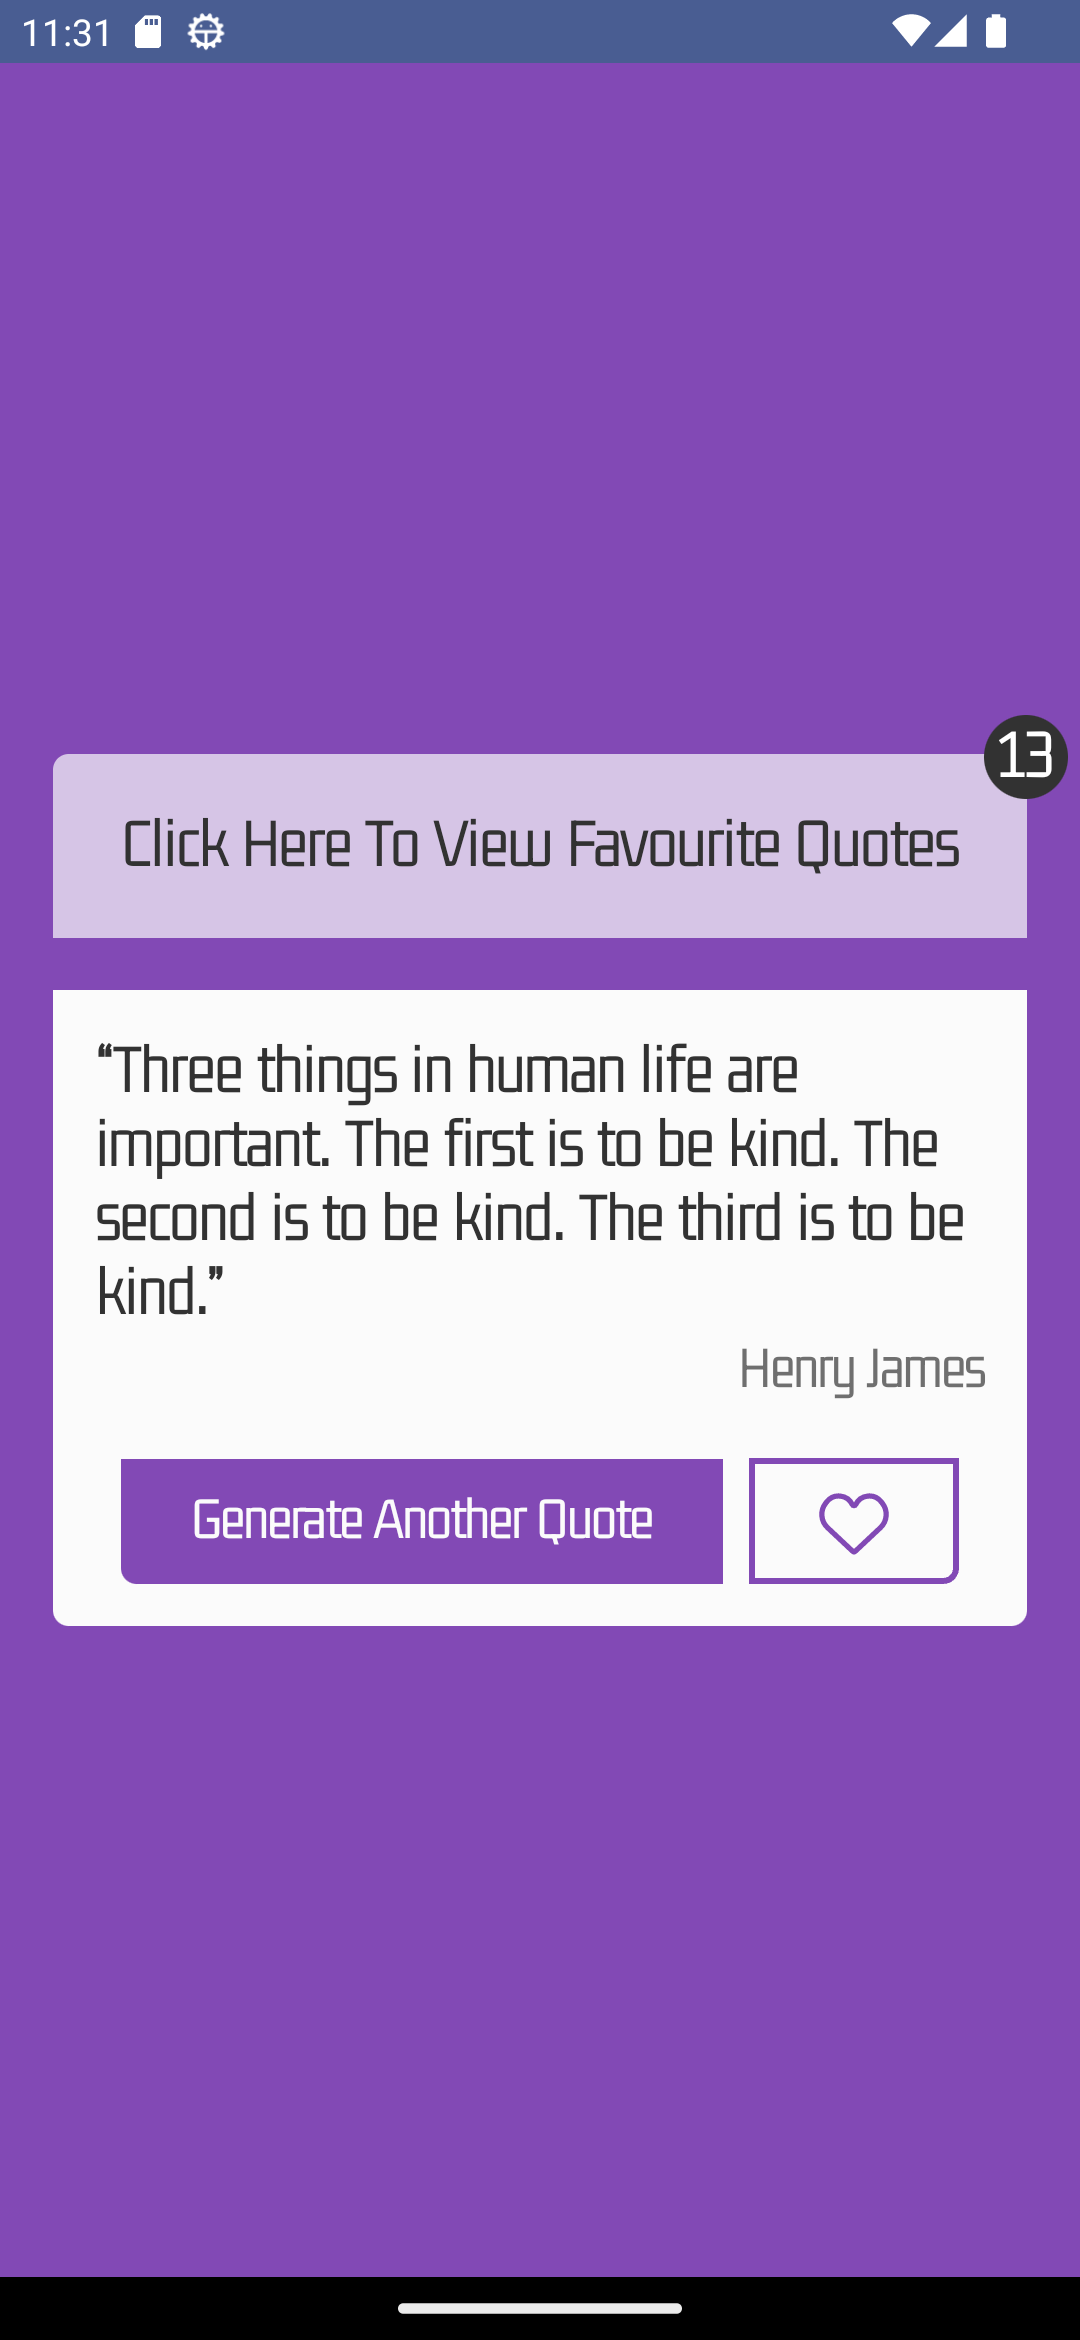 11:31
13
Click Here To View Favourite Quotes
“Three things in human life are
important. The first is to be kind. The
second is to be kind. The third is to be
kind.”
Henry James
Generate Another Quote